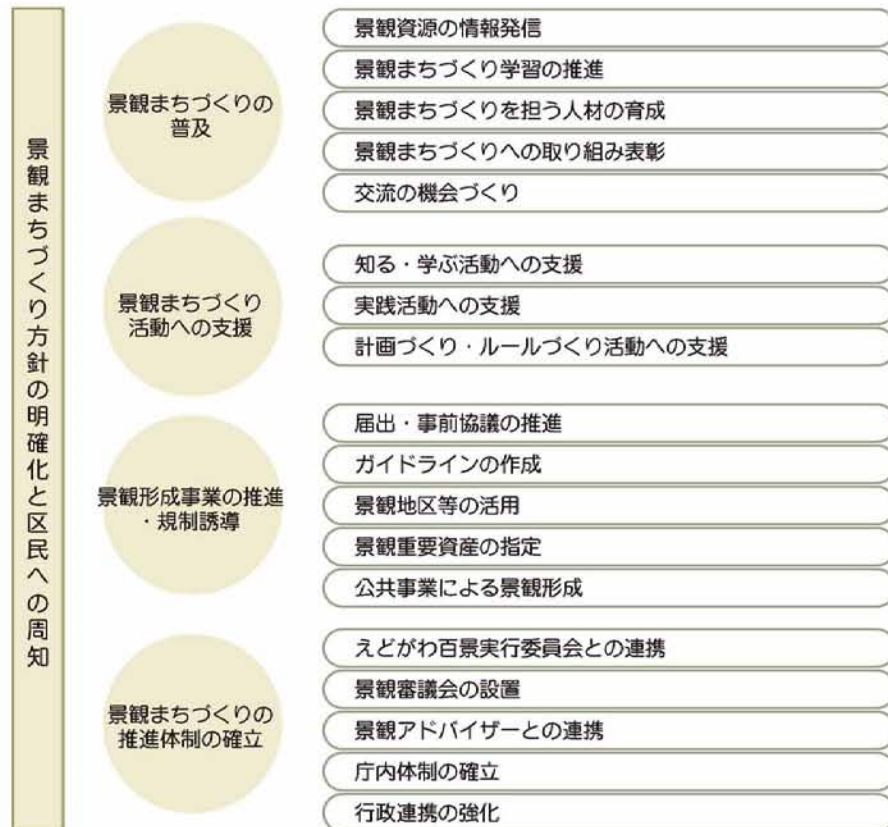 景観まちづくり方針の明確化と区民への周知
景観まちづくりの
普及
景観資源の情報発信
景観まちづくり学習の推進
景観まちづくりを担う人材の育成
景観まちづくりへの取り組み表彰
交流の機会づくり
景観まちづくり
活動への支援
知る・学ぶ活動への支援
実践活動への支援
計画づくり・ルールづくり活動への支援
景観形成事業の推進
・規制誘導
届出・事前協議の推進
ガイドラインの作成
景観地区等の活用
景観重要資産の指定
公共事業による景観形成
景観まちづくりの
推進体制の確立
えどがわ百景実行委員会との連携
景観審議会の設置
景観アドバイザーとの連携
庁内体制の確立
行政連携の強化